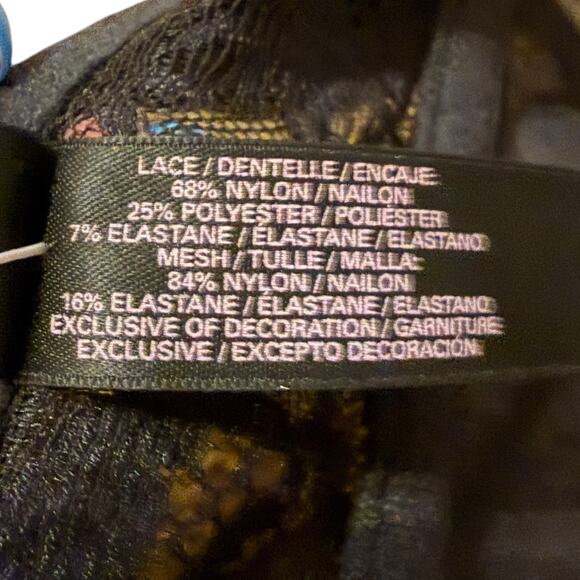 LACE / DENTELLE / ENCAJE:
68% NYLON / NAILON
25% POLYESTER / POLIÉSTER
7% ELASTANE / ÉLASTANE / ELASTANO
MESH / TULLE / MALLA:
84% NYLON / NAILON
16% ELASTANE / ÉLASTANE / ELASTANO
EXCLUSIVE OF DECORATION / GARNITURE
EXCLUSIVE / EXCEPTO DECORACIÓN